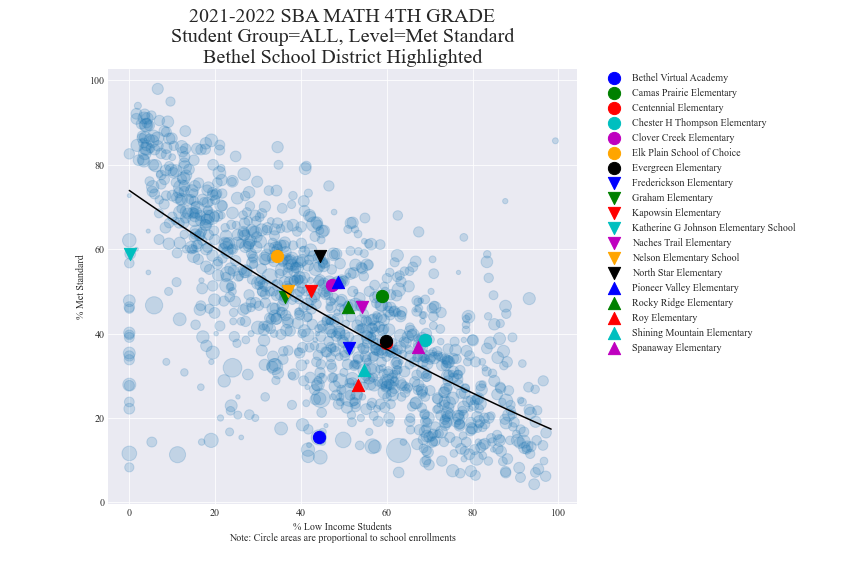 2021-2022 SBA MATH 4TH GRADE
Student Group=ALL, Level=Met Standard
Bethel School District Highlighted
100
80
60
40
20
0
% Met Standard
0 20 40 60 80 100
% Low Income Students
Note: Circle areas are proportional to school enrollments
Bethel Virtual Academy
Camas Prairie Elementary
Centennial Elementary
Chester H Thompson Elementary
Clover Creek Elementary
Elk Plain School of Choice
Evergreen Elementary
Frederickson Elementary
Graham Elementary
Kapowsin Elementary
Katherine G Johnson Elementary School
Naches Trail Elementary
Nelson Elementary School
North Star Elementary
Pioneer Valley Elementary
Rocky Ridge Elementary
Roy Elementary
Shining Mountain Elementary
Spanaway Elementary